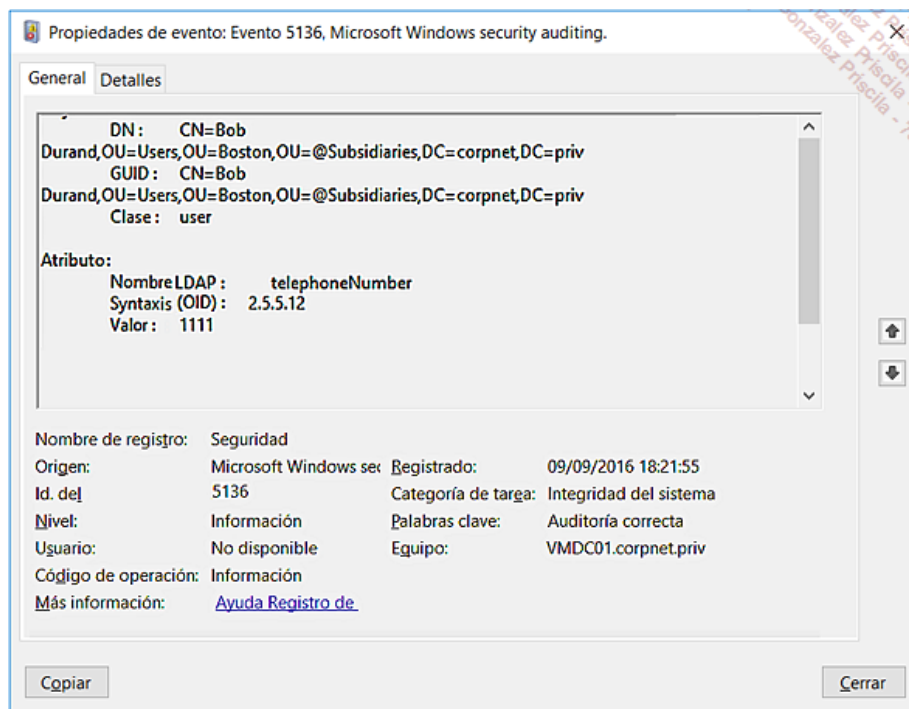 Propiedades de evento: Evento 5136, Microsoft Windows security auditing.
General Detalles
DN : CN=Bob
Durand,OU=Users,OU=Boston,OU=@Subsidiaries,DC=corpnet,DC=priv
GUID : CN=Bob
Durand,OU=Users,OU=Boston,OU=@Subsidiaries,DC=corpnet,DC=priv
Clase : user
Atributo:
Nombre LDAP : telephoneNumber
Syntaxis (OID) : 2.5.5.12
Valor : 1111
Nombre de registro: Seguridad
Origen: Microsoft Windows sec Registrado: 09/09/2016 18:21:55
Id. del 5136 Categoría de tarea: Integridad del sistema
Nivel: Información Palabras clave: Auditoría correcta
Usuario: No disponible Equipo: VMDC01.corpnet.priv
Código de operación: Información
Más información: Ayuda Registro de
Copiar Cerrar